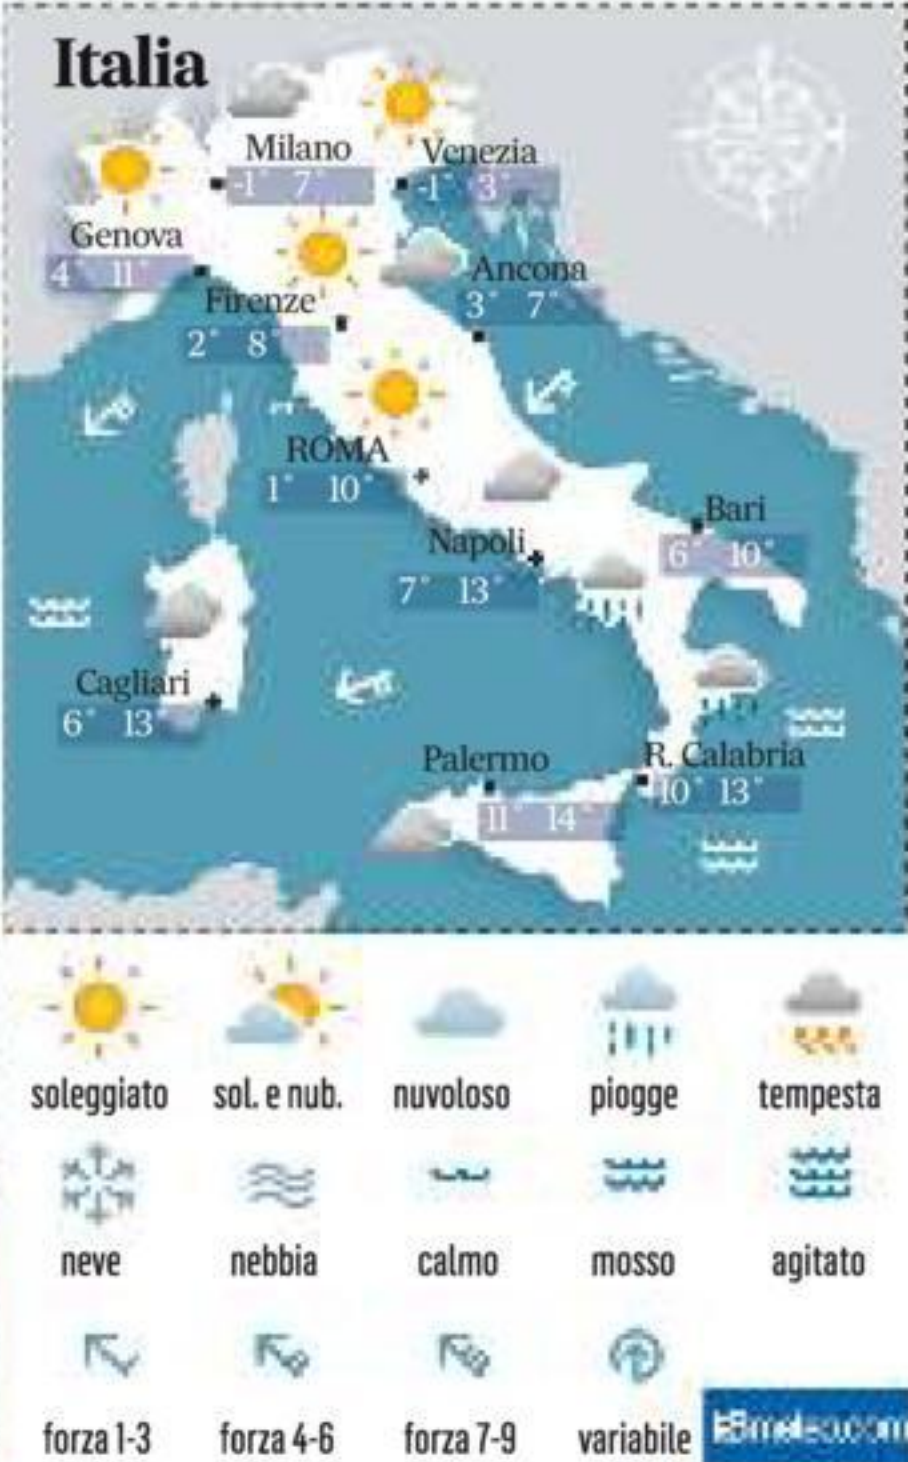 Italia
Milano
-1° 7°
Venezia
-1° 3°
Genova
4° 11°
Ancona
3° 7°
Firenze
2° 8°
ROMA
1° 10°
Bari
6° 10°
Napoli
7° 13°
Cagliari
6° 13°
Palermo
11° 14°
R. Calabria
10° 13°
soleggiato sol. e nub. nuvoloso piogge tempesta
neve nebbia calmo mosso agitato
forza 1-3 forza 4-6 forza 7-9 variabile